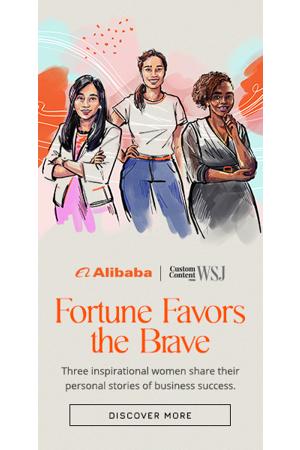 Alibaba Custom Content from WSJ
Fortune Favors
the Brave
Three inspirational women share their
personal stories of business success.
DISCOVER MORE